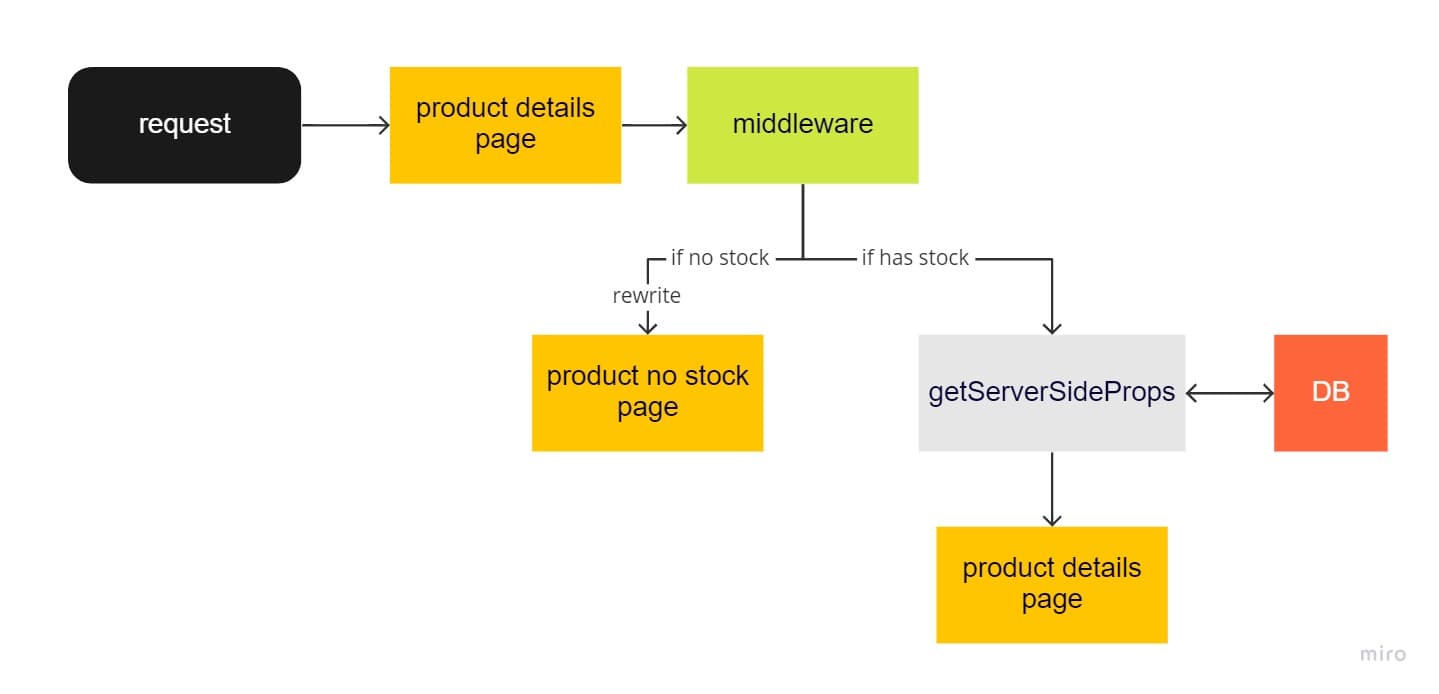 request
product details
page
middleware
if no stock
if has stock
rewrite
product no stock
page
getServerSideProps
DB
product details
page
miro